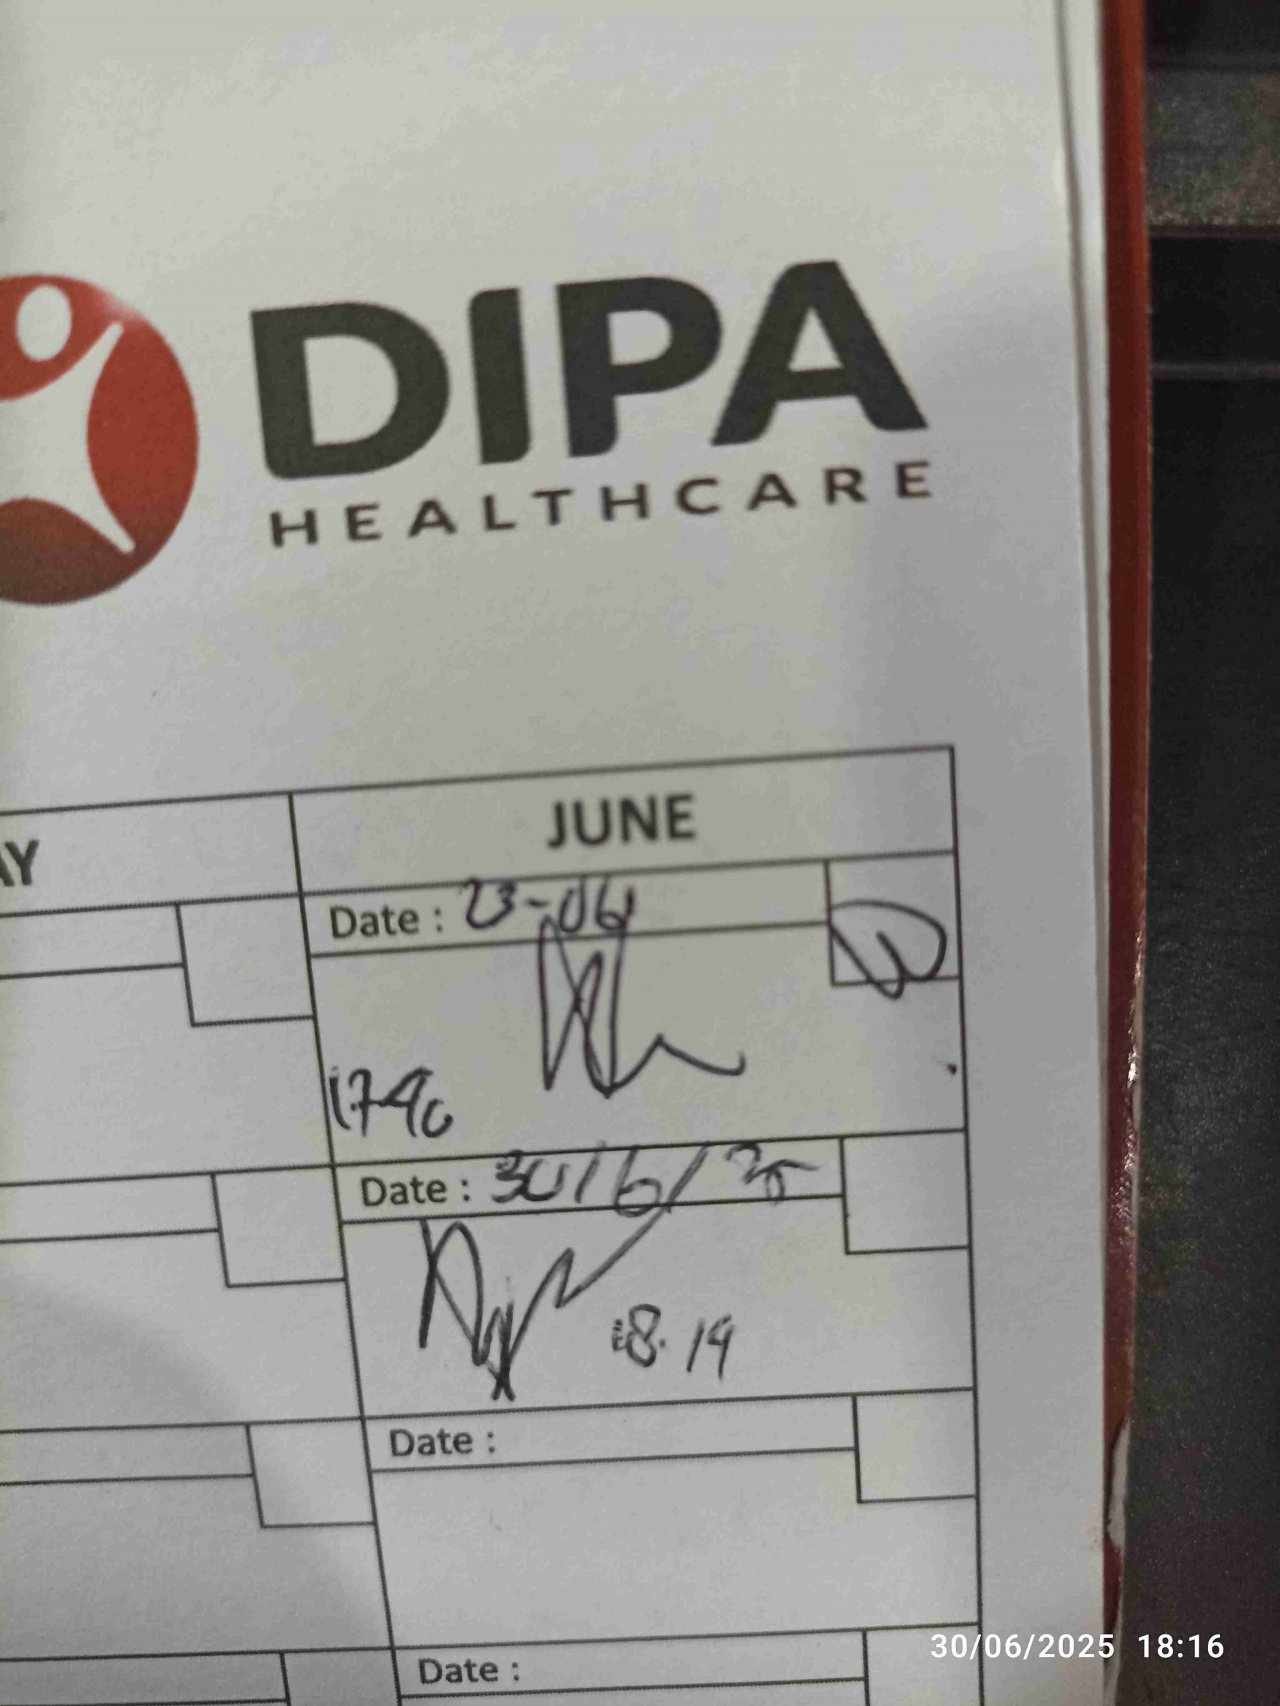 DIPA
HEALTHCARE
AY
JUNE
Date : 23-06
1740
Date : 30/6/25
18.14
Date :
Date :
30/06/2025 18:16